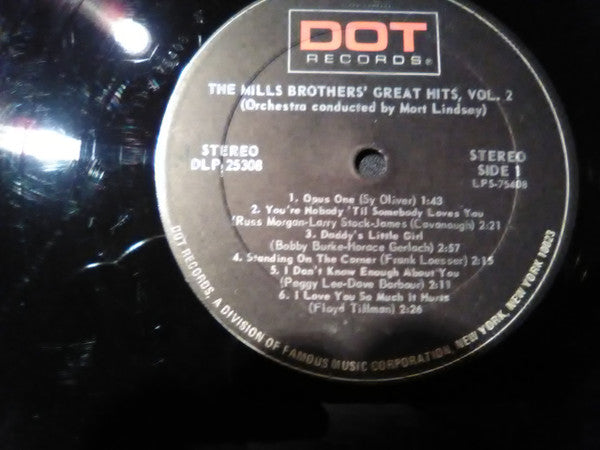 DOT
RECORDS®
THE MILLS BROTHERS' GREAT HITS, VOL. 2
(Orchestra conducted by Mort Lindsey)
STEREO
DLP 25308
STEREO
SIDE 1
LPS-75608
1. Opus One (Sy Oliver) 1:43
2. You're Nobody 'Til Somebody Loves You
(Russ Morgan-Larry Stock-James (Cavanaugh) 2:21
3. Daddy's Little Girl
(Bobby Burke-Horace Gerlach) 2:57
4. Standing On The Corner (Frank Loesser) 2:15
5. I Don't Know Enough About You
(Peggy Lee-Dave Barbour) 2:11
6. I Love You So Much It Hurts
(Floyd Tillman) 2:26
DOT RECORDS, A DIVISION OF FAMOUS MUSIC CORPORATION, NEW YORK, NEW YORK 10023